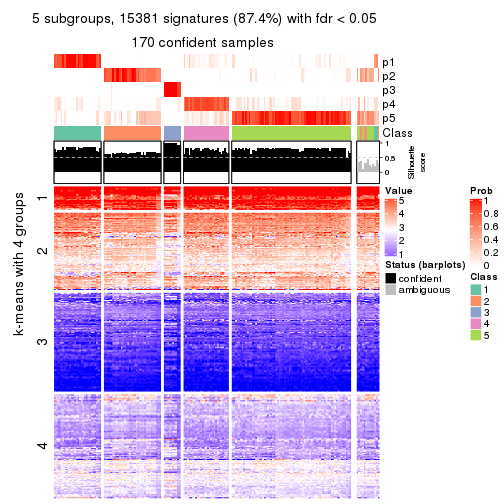 5 subgroups, 15381 signatures (87.4%) with fdr < 0.05
170 confident samples
p1
p2
p3
p4
p5
Class
1
0.5
0
Silhouette
score
k-means with 4 groups
1
2
3
4
Value
5
4
3
2
1
Status (barplots)
confident
ambiguous
Prob
1
0.8
0.6
0.4
0.2
0
Class
1
2
3
4
5